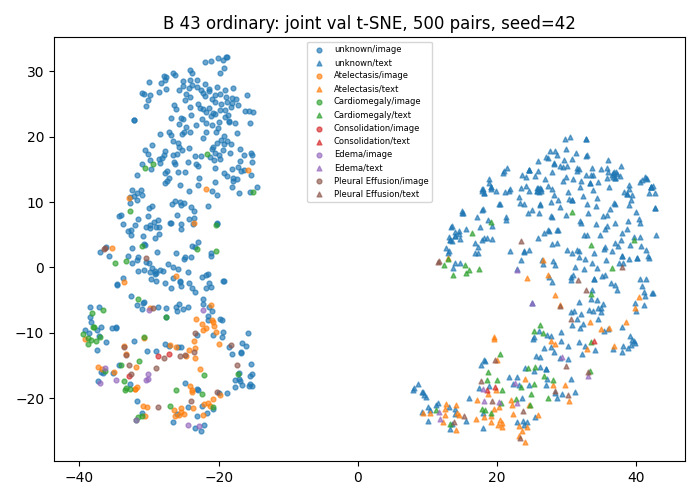 B 43 ordinary: joint val t-SNE, 500 pairs, seed=42
unknown/image
unknown/text
Atelectasis/image
Atelectasis/text
Cardiomegaly/image
Cardiomegaly/text
Consolidation/image
Consolidation/text
Edema/image
Edema/text
Pleural Effusion/image
Pleural Effusion/text
30
20
10
0
−10
−20
−40
−20
0
20
40